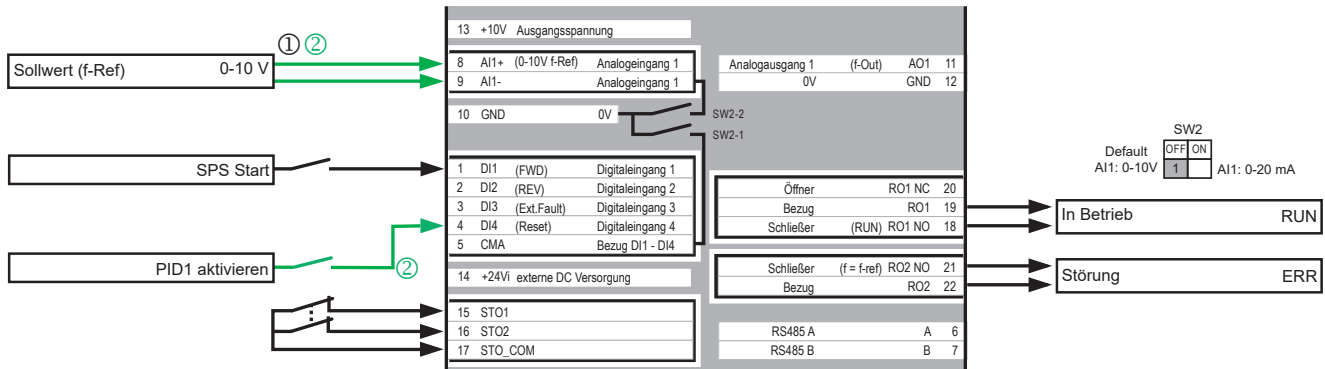 13 +10V Ausgangsspannung
① ②
Sollwert (f-Ref) 0-10 V
8 AI1+ (0-10V f-Ref) Analogeingang 1
9 AI1- Analogeingang 1
Analogausgang 1 (f-Out) AO1 11
0V GND 12
10 GND 0V
SW2-2
SW2-1
SW2
Default OFF ON
AI1: 0-10V 1 AI1: 0-20 mA
SPS Start
1 DI1 (FWD) Digitaleingang 1
2 DI2 (REV) Digitaleingang 2
3 DI3 (Ext.Fault) Digitaleingang 3
4 DI4 (Reset) Digitaleingang 4
5 CMA Bezug DI1 - DI4
Öffner RO1 NC 20
Bezug RO1 19
Schließer (RUN) RO1 NO 18
In Betrieb RUN
PID1 aktivieren
②
14 +24Vi externe DC Versorgung
Schließer (f = f-ref) RO2 NO 21
Bezug RO2 22
Störung ERR
15 STO1
16 STO2
17 STO_COM
RS485 A A 6
RS485 B B 7